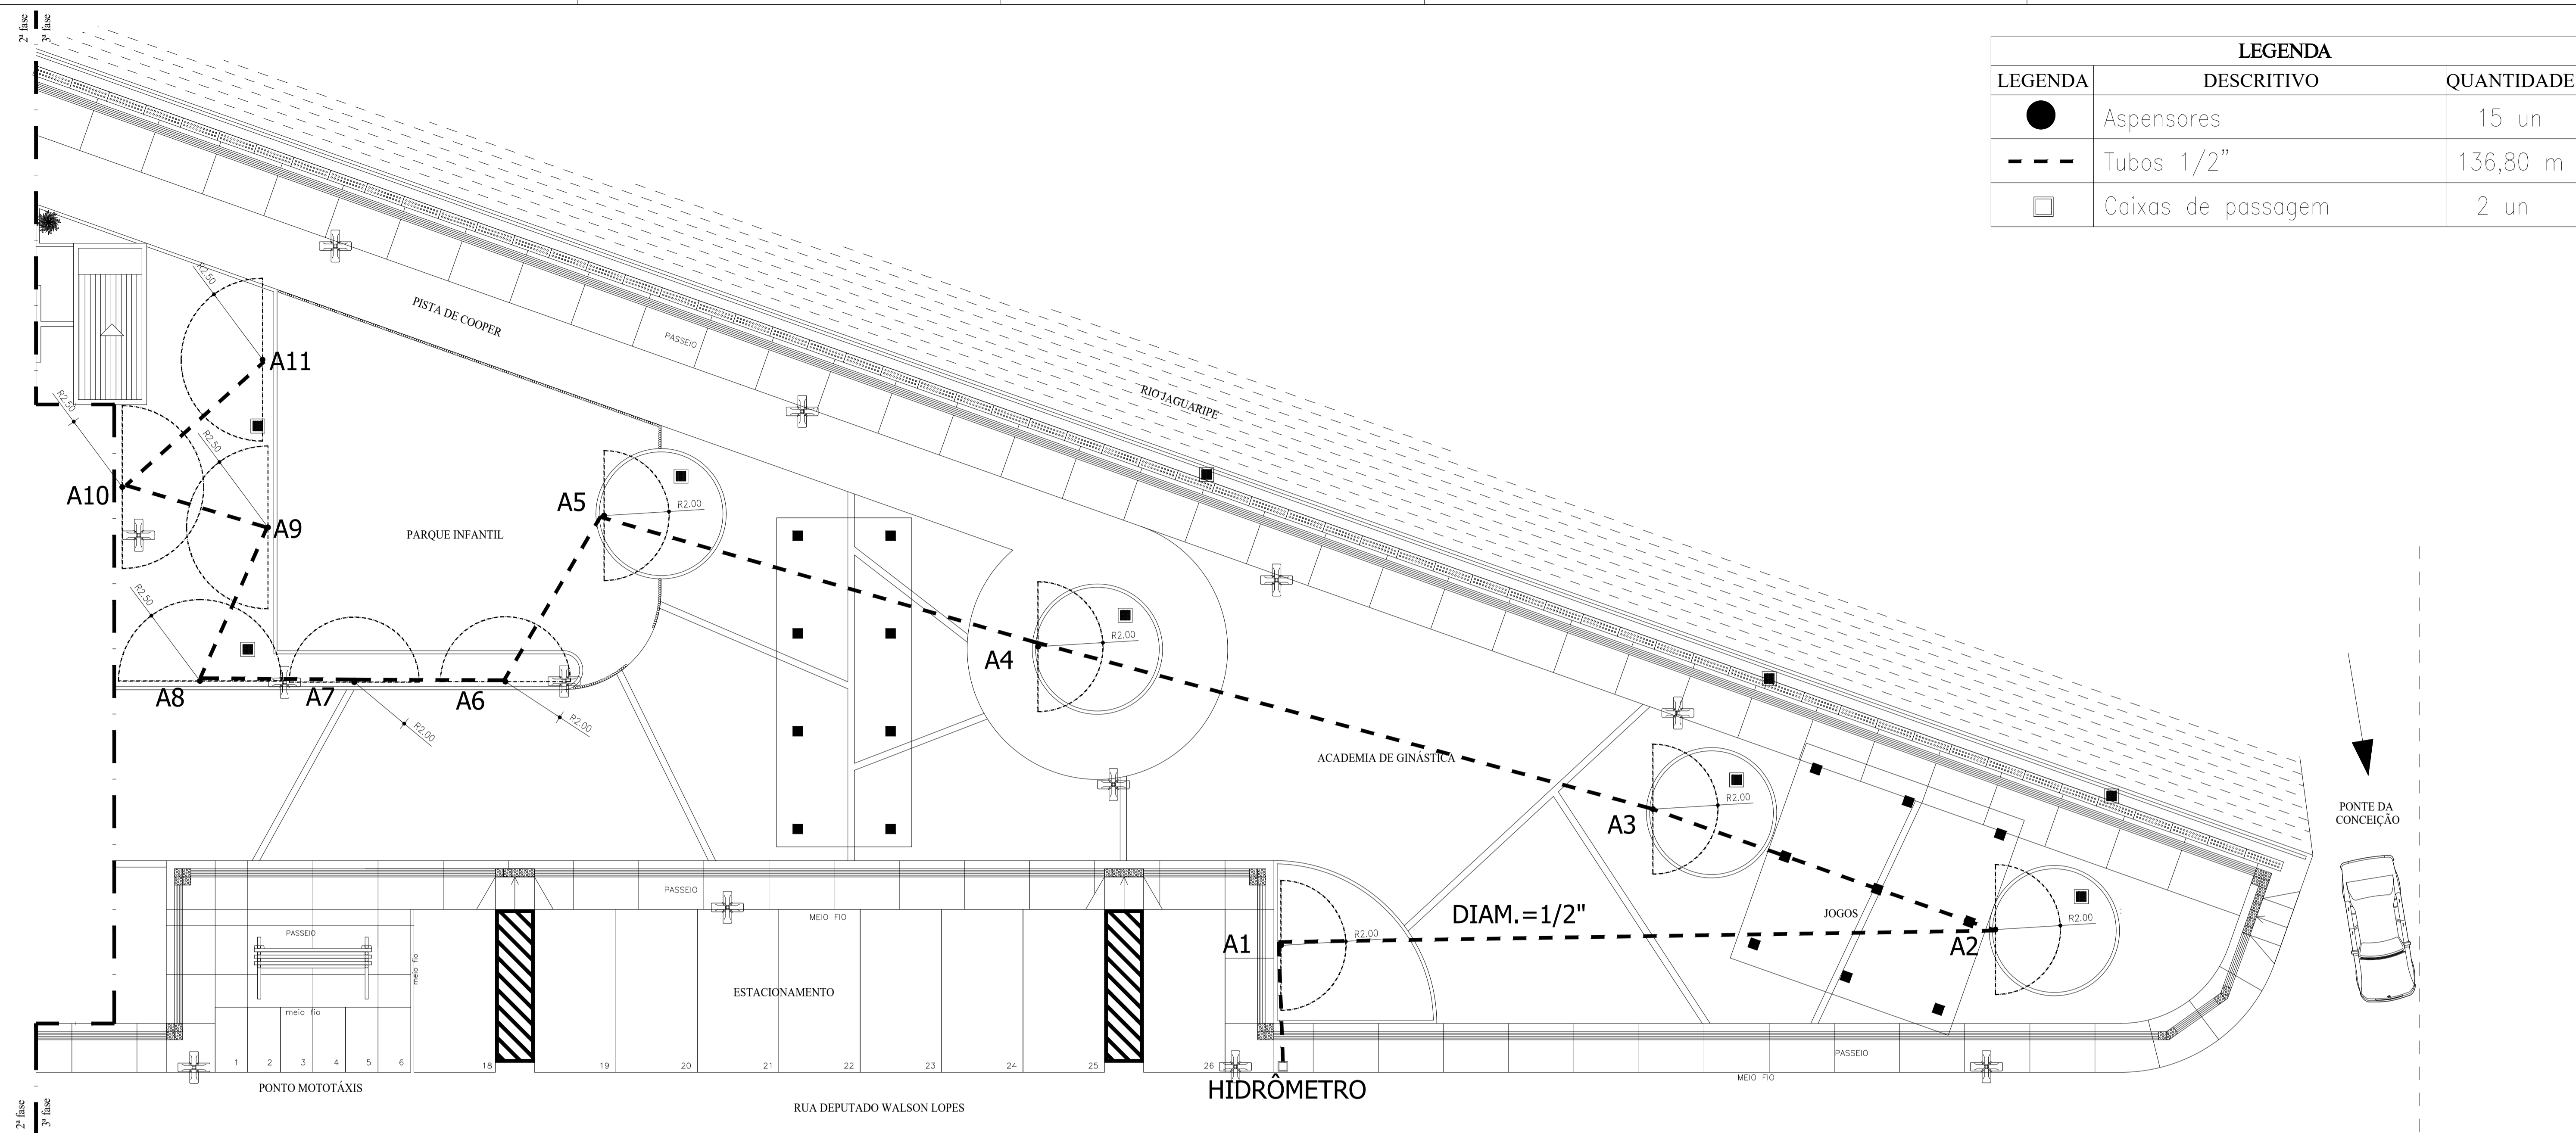 2ª fase
3ª fase
LEGENDA
LEGENDA DESCRITIVO QUANTIDADE
Aspensores 15 un
Tubos 1/2" 136,80 m
Caixas de passagem 2 un
R2.50
PISTA DE COOPER
PASSEIO
A11
RIO JAGUARIPE
R2.50
R2.50
A10
A9
PARQUE INFANTIL
A5
R2.00
R2.50
A4
R2.00
A8
A7
A6
R2.00
R2.00
ACADEMIA DE GINÁSTICA
A3
R2.00
PONTE DA
CONCEIÇÃO
PASSEIO
MEIO FIO
DIAM.=1/2"
JOGOS
R2.00
PASSEIO
A1
R2.00
A2
meio fio
ESTACIONAMENTO
meio fio
PASSEIO
1 2 3 4 5 6 18 19 20 21 22 23 24 25 26
MEIO FIO
PONTO MOTOTÁXIS
HIDRÔMETRO
RUA DEPUTADO WALSON LOPES
2ª fase
3ª fase